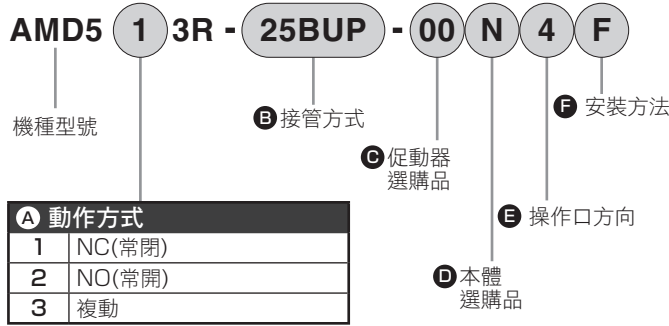 AMD5 1 3R - 25BUP - 00 N 4 F
機種型號
B 接管方式
F 安裝方法
C 促動器
選購品
E 操作口方向
D 本體
選購品
A 動作方式
1 NC(常閉)
2 NO(常開)
3 複動